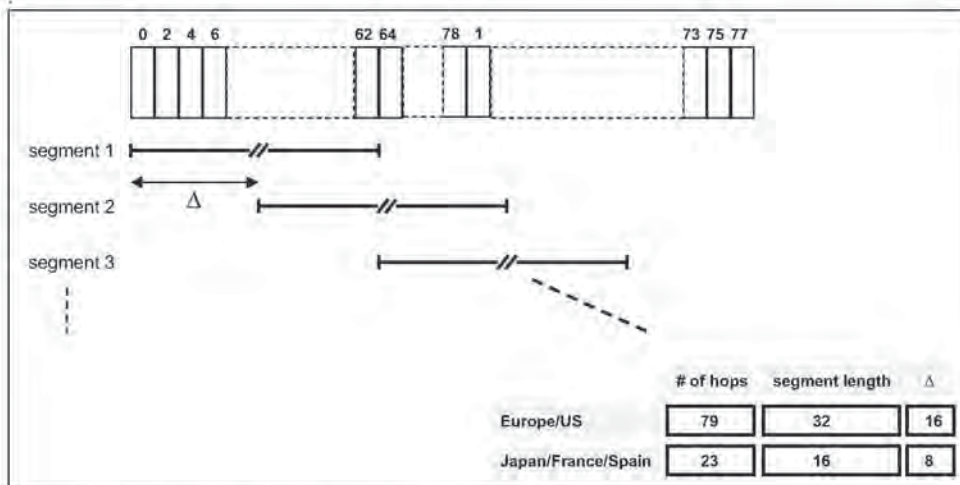 0 2 4 6 62 64 78 1 73 75 77
segment 1
Δ
segment 2
segment 3
# of hops segment length Δ
Europe/US 79 32 16
Japan/France/Spain 23 16 8